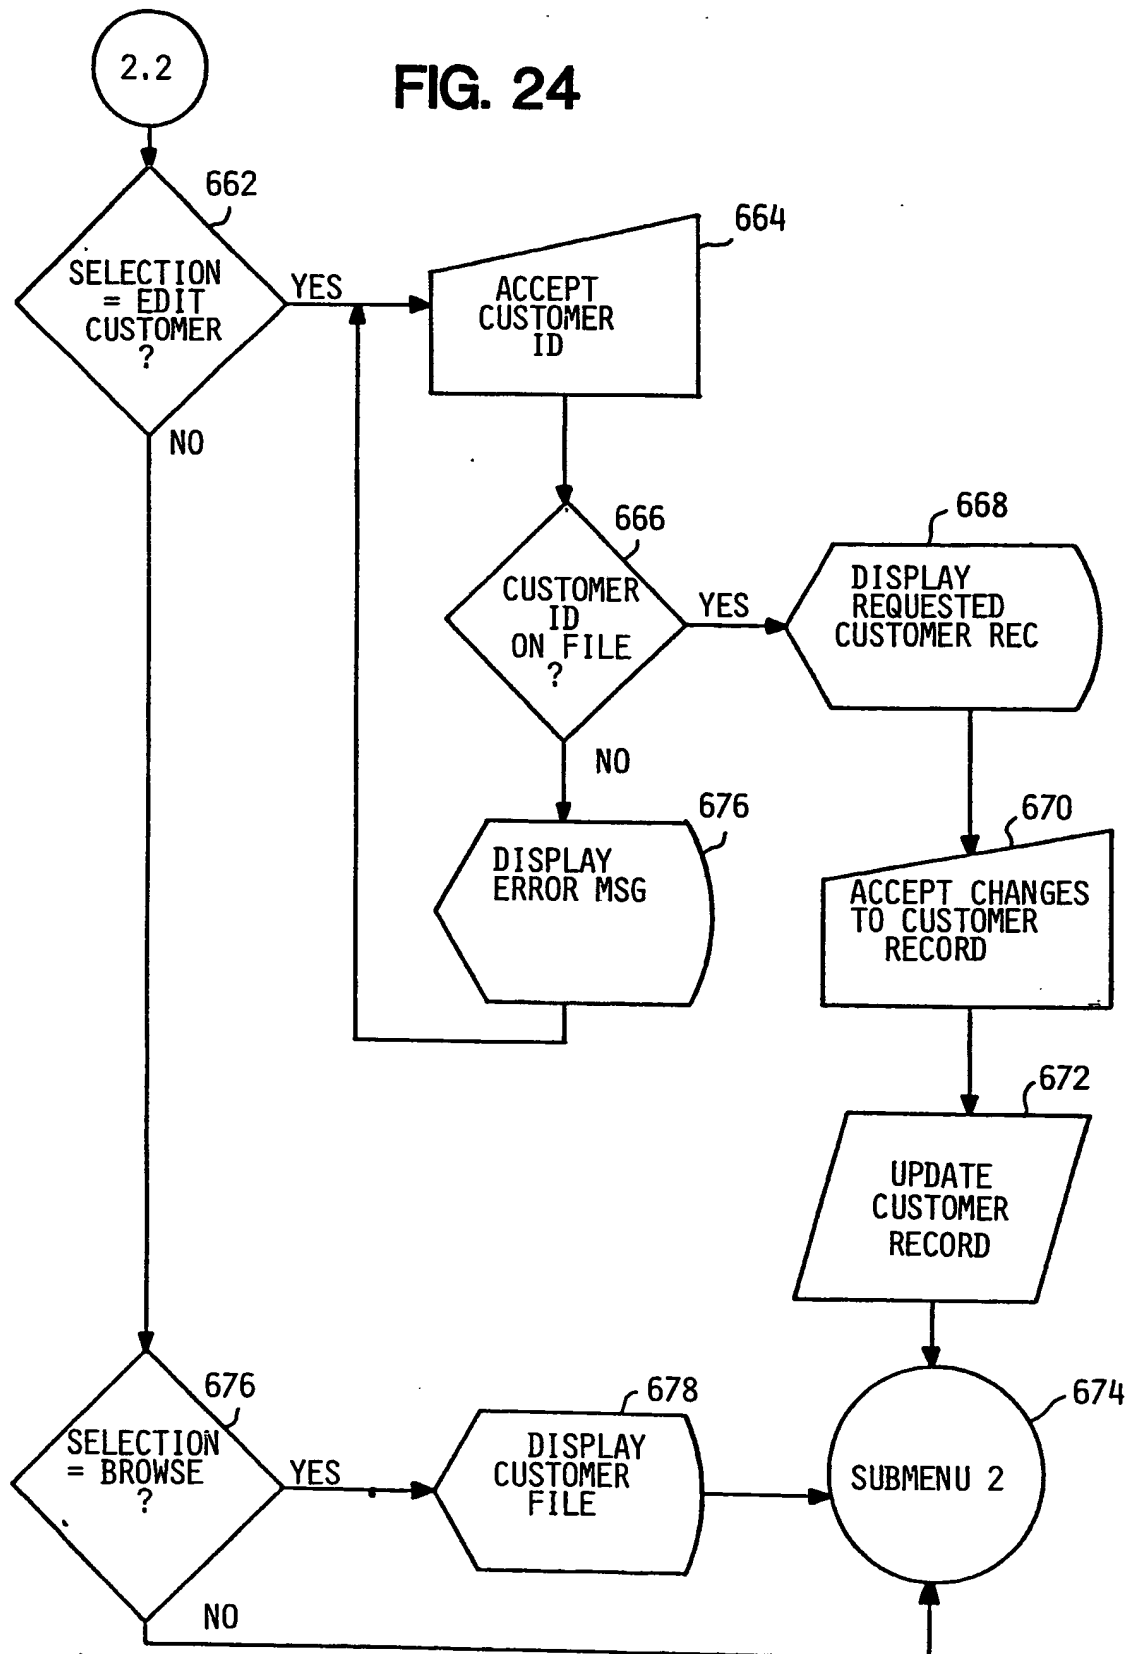 2.2
FIG. 24
662
SELECTION
= EDIT
CUSTOMER
?
YES
NO
664
ACCEPT
CUSTOMER
ID
666
CUSTOMER
ID
ON FILE
?
YES
NO
668
DISPLAY
REQUESTED
CUSTOMER REC
676
DISPLAY
ERROR MSG
670
ACCEPT CHANGES
TO CUSTOMER
RECORD
672
UPDATE
CUSTOMER
RECORD
676
SELECTION
= BROWSE
?
YES
NO
678
DISPLAY
CUSTOMER
FILE
674
SUBMENU 2